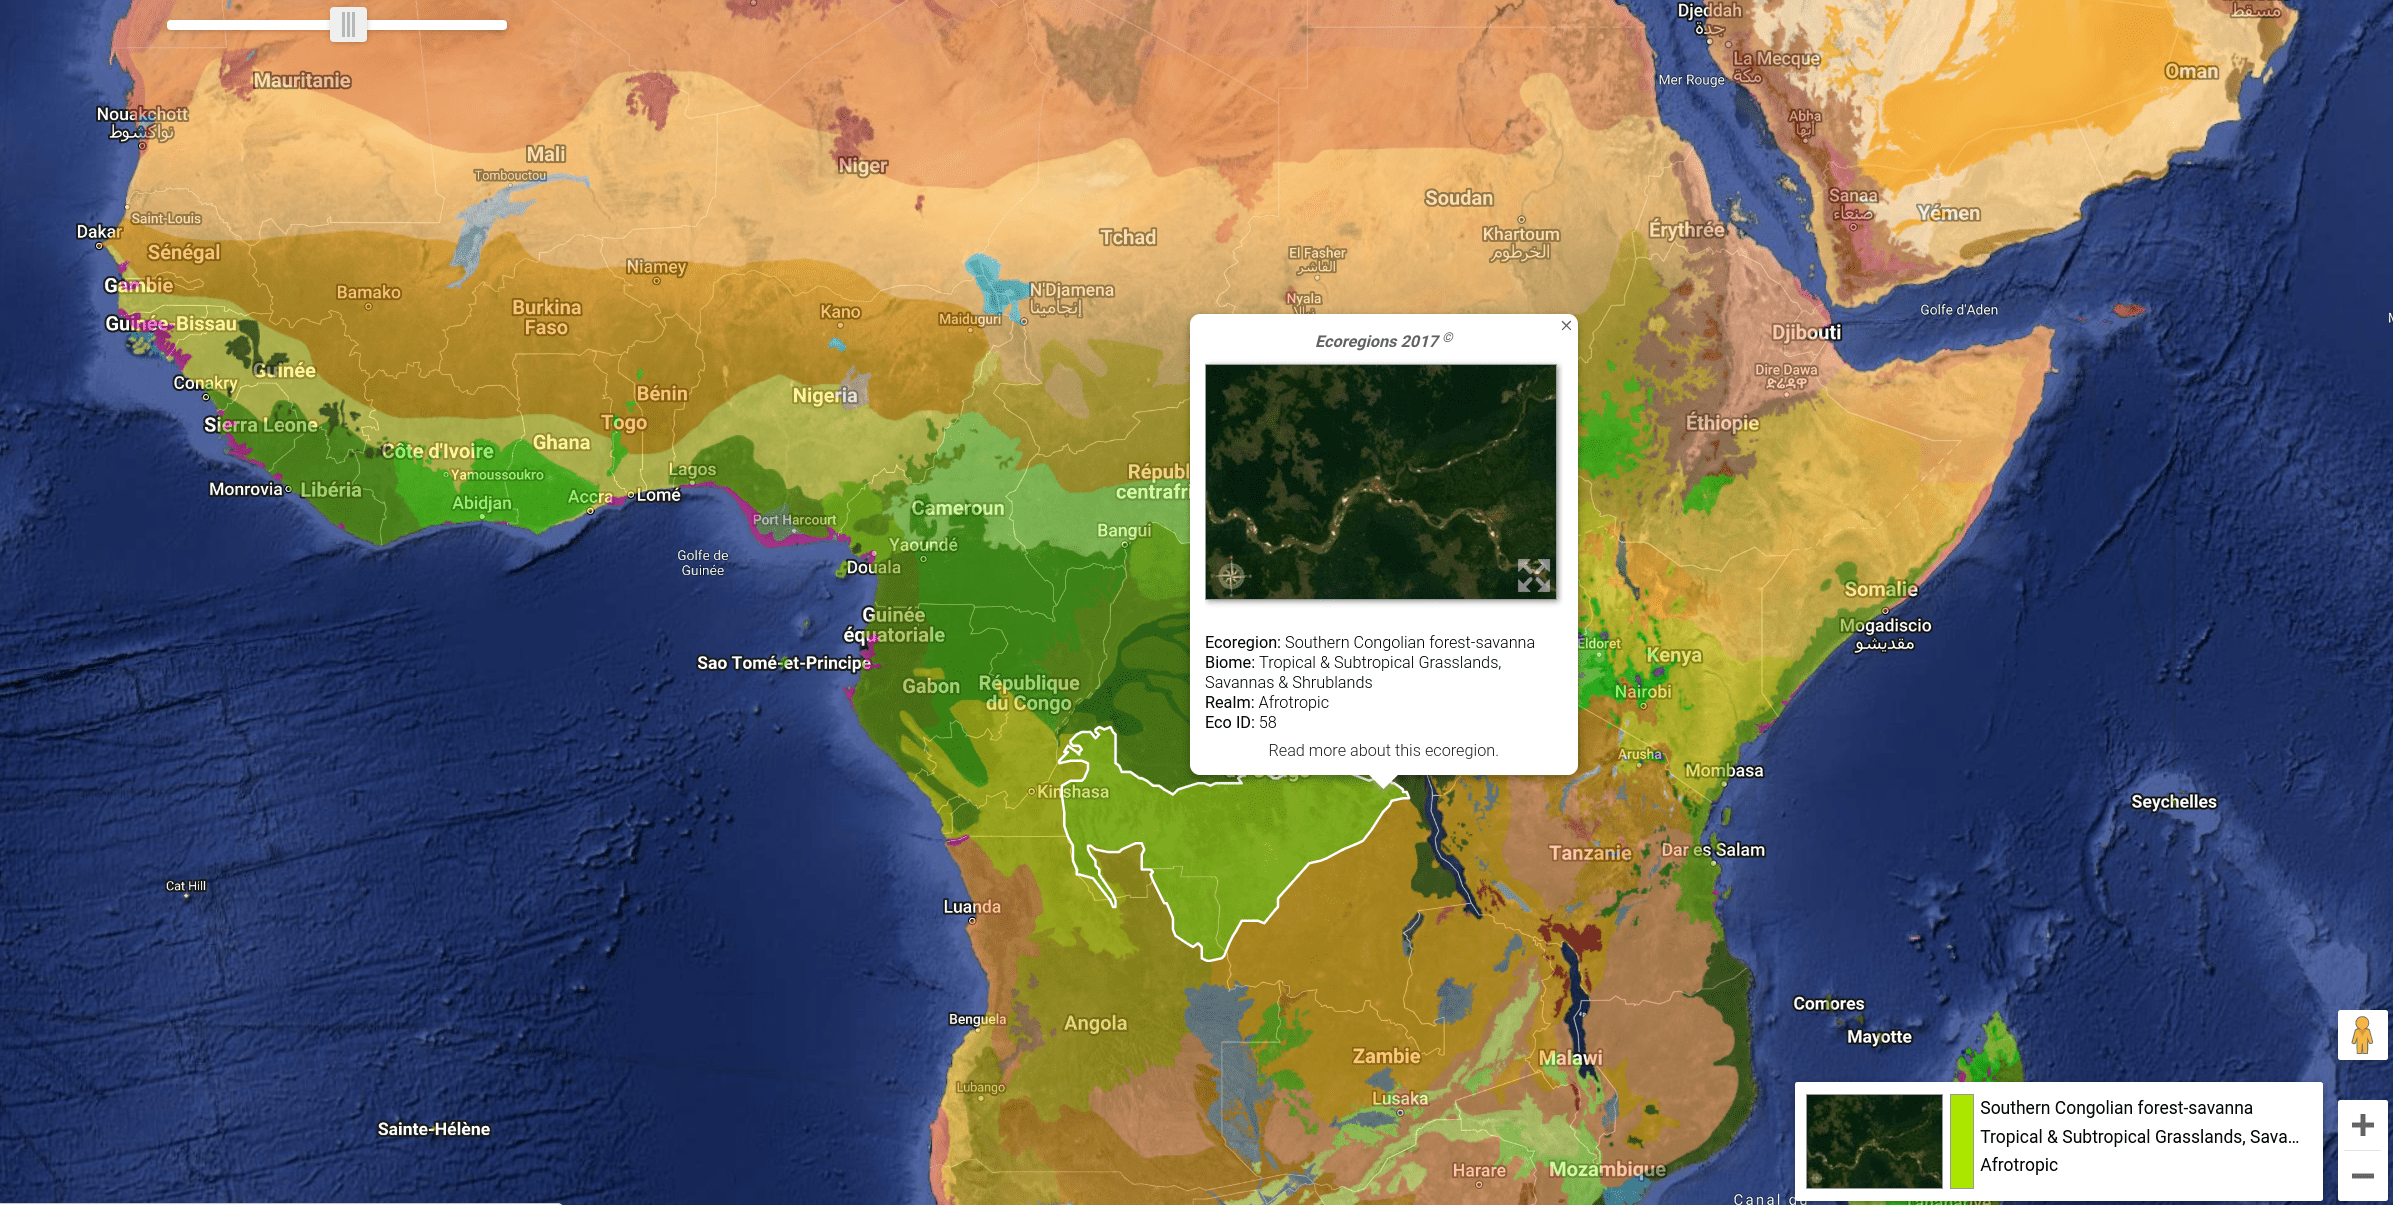 Djeddah
جدة
مسقط
La Mecque
مكة
Mer Rouge
Oman
Mauritanie
Nouakchott
نواكشوط
Abha
أبها
Mali
Tombouctou
Niger
Soudan
Sanaa
صنعاء
Yémen
Saint-Louis
Dakar
Sénégal
Tchad
Khartoum
الخرطوم
Érythrée
El Fasher
الفاشر
Niamey
Gambie
Bamako
N'Djamena
إنجامينا
Nyala
Burkina
Faso
Kano
Maiduguri
Golfe d'Aden
Guinée-Bissau
Djibouti
Ecoregions 2017 ©
Guinée
Conakry
Dire Dawa
ድሬዳዋ
Bénin
Nigeria
Togo
Sierra Leone
Éthiopie
Côte d'Ivoire
Ghana
Yamoussoukro
Lagos
Républ
centrafr
Monrovia
Libéria
Abidjan
Accra
Lomé
Cameroun
Port Harcourt
Bangui
Yaoundé
Golfe de
Guinée
Douala
Somalie
Guinée
équatoriale
Mogadiscio
مقديشو
Ecoregion: Southern Congolian forest-savanna
Biome: Tropical & Subtropical Grasslands,
Savannas & Shrublands
Realm: Afrotropic
Eco ID: 58
Read more about this ecoregion.
Eldoret
Kenya
Sao Tomé-et-Principe
Gabon
République
du Congo
Nairobi
Arusha
Mombasa
Kinshasa
Seychelles
Tanzanie
Dar es Salam
Cat Hill
Luanda
Comores
Benguela
Angola
Mayotte
Zambie
Malawi
Lubango
Lusaka
Sainte-Hélène
Harare
Mozambique
Southern Congolian forest-savanna
Tropical & Subtropical Grasslands, Sava...
Afrotropic
Canal d